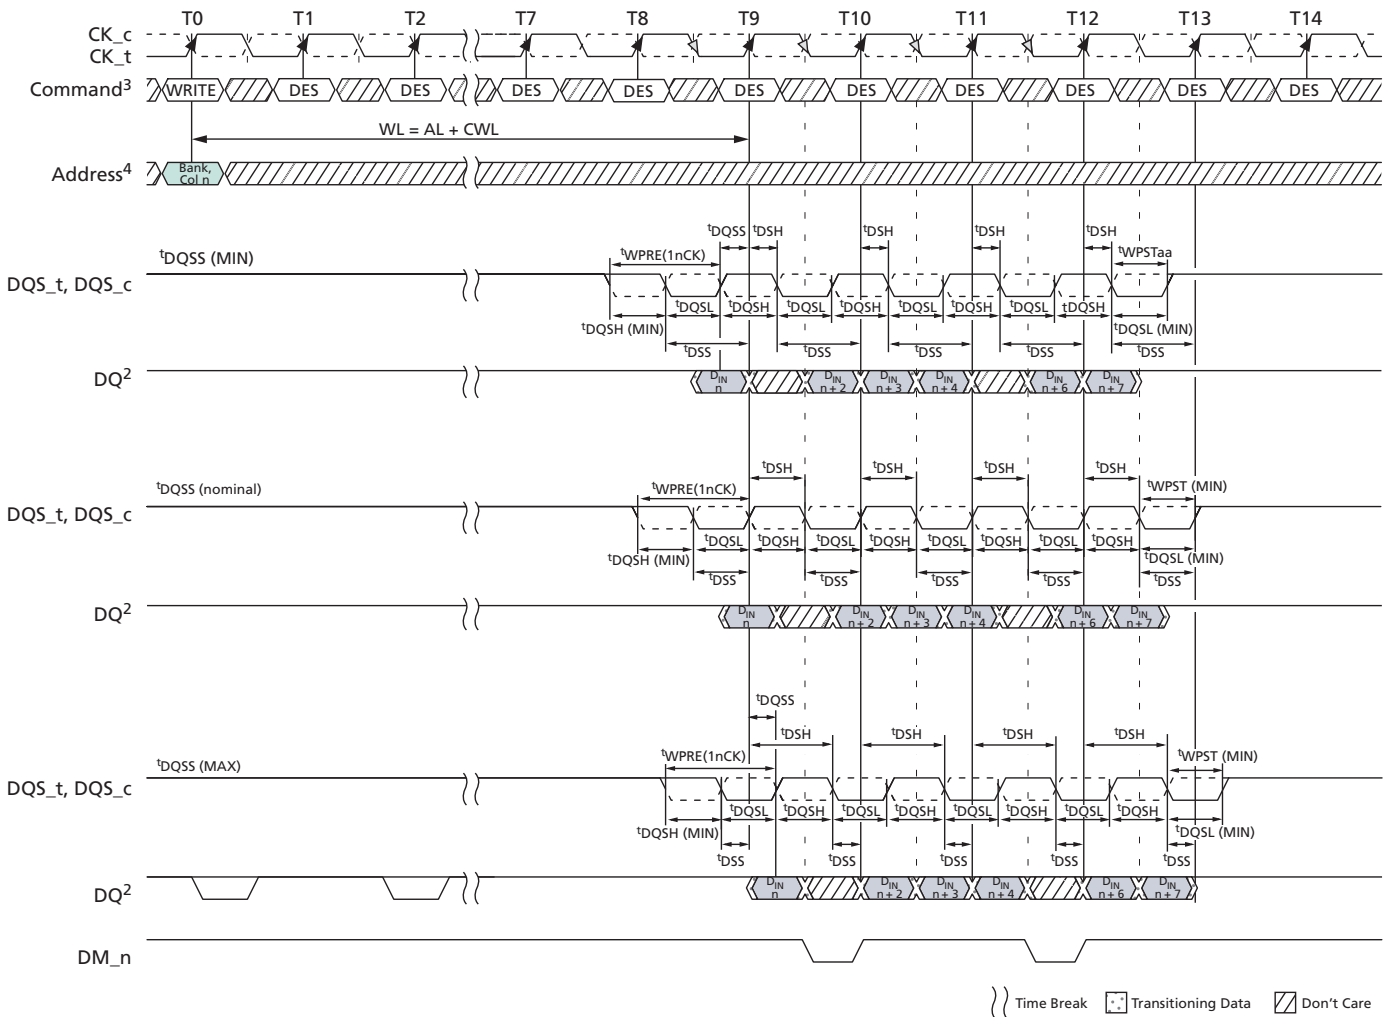 T0 T1 T2 T7 T8 T9 T10 T11 T12 T13 T14
CK_c
CK_t
Command³ WRITE DES DES DES DES DES DES DES DES DES DES
WL = AL + CWL
Address⁴ Bank, Col n
ᵗDQSS ᵗDSH ᵗDSH ᵗDSH ᵗDSH
ᵗDQSS (MIN) ᵗWPRE(1nCK) ᵗWPSTaa
DQS_t, DQS_c
ᵗDQSL ᵗDQSH ᵗDQSL ᵗDQSH ᵗDQSL ᵗDQSH ᵗDQSL tDQSH
ᵗDQSH (MIN) ᵗDQSL (MIN)
ᵗDSS ᵗDSS ᵗDSS ᵗDSS ᵗDSS
DQ² DIN n DIN n + 2 DIN n + 3 DIN n + 4 DIN n + 6 DIN n + 7
ᵗDSH ᵗDSH ᵗDSH ᵗDSH
ᵗDQSS (nominal) ᵗWPRE(1nCK) ᵗWPST (MIN)
DQS_t, DQS_c
ᵗDQSL ᵗDQSH ᵗDQSL ᵗDQSH ᵗDQSL ᵗDQSH ᵗDQSL ᵗDQSH
ᵗDQSH (MIN) ᵗDQSL (MIN)
ᵗDSS ᵗDSS ᵗDSS ᵗDSS ᵗDSS
DQ² DIN n DIN n + 2 DIN n + 3 DIN n + 4 DIN n + 6 DIN n + 7
ᵗDQSS
ᵗDSH ᵗDSH ᵗDSH ᵗDSH
ᵗDQSS (MAX) ᵗWPRE(1nCK) ᵗWPST (MIN)
DQS_t, DQS_c
ᵗDQSL ᵗDQSH ᵗDQSL ᵗDQSH ᵗDQSL ᵗDQSH ᵗDQSL ᵗDQSH
ᵗDQSH (MIN) ᵗDQSL (MIN)
ᵗDSS ᵗDSS ᵗDSS ᵗDSS ᵗDSS
DQ² DIN n DIN n + 2 DIN n + 3 DIN n + 4 DIN n + 6 DIN n + 7
DM_n
Time Break Transitioning Data Don't Care